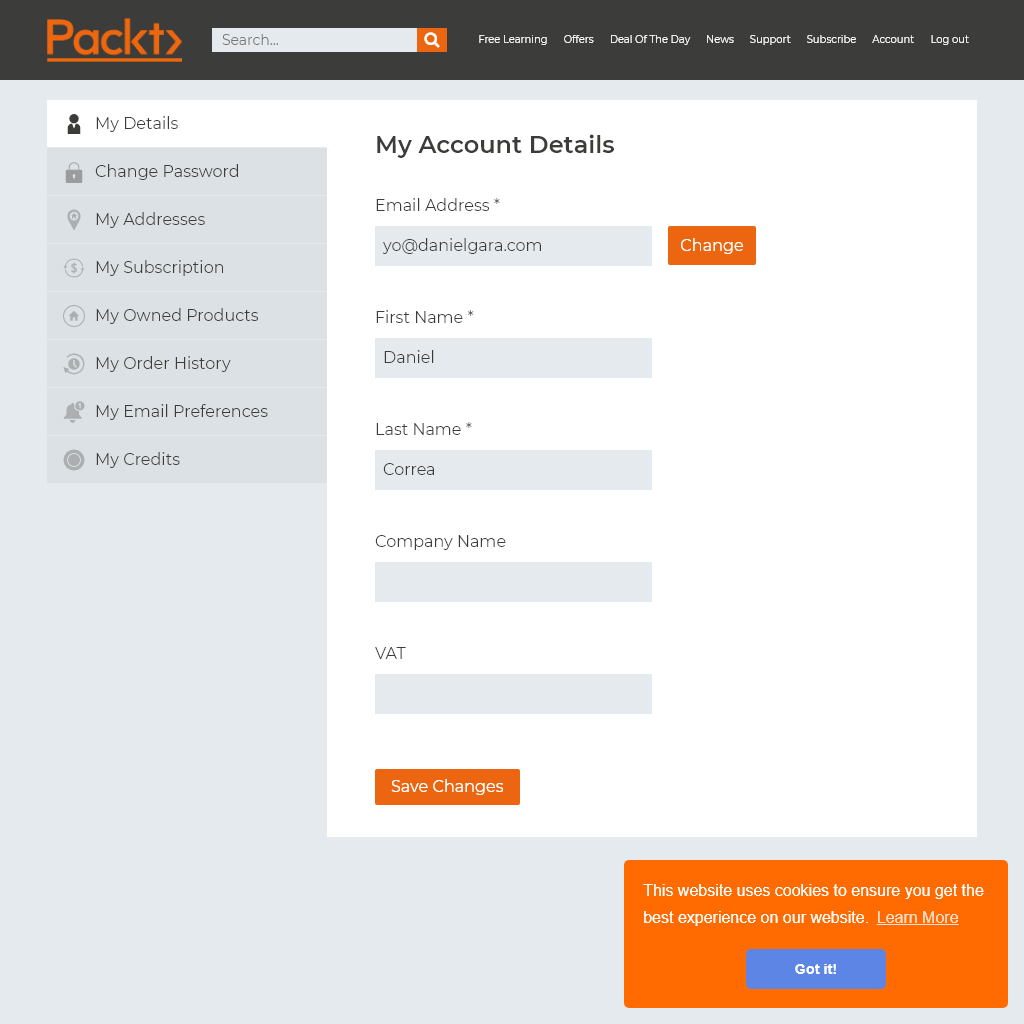 Packt
Search...
Free Learning
Offers
Deal Of The Day
News
Support
Subscribe
Account
Log out
My Details
Change Password
My Addresses
My Subscription
My Owned Products
My Order History
My Email Preferences
My Credits
My Account Details
Email Address *
yo@danielgara.com
Change
First Name *
Daniel
Last Name *
Correa
Company Name
VAT
Save Changes
This website uses cookies to ensure you get the
best experience on our website. Learn More
Got it!